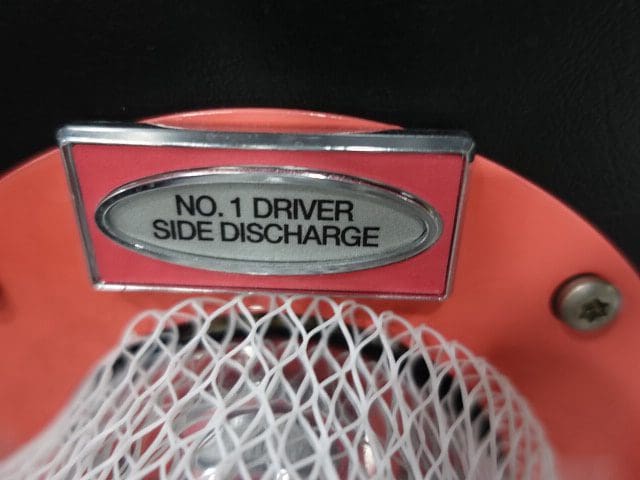 NO. 1 DRIVER
SIDE DISCHARGE